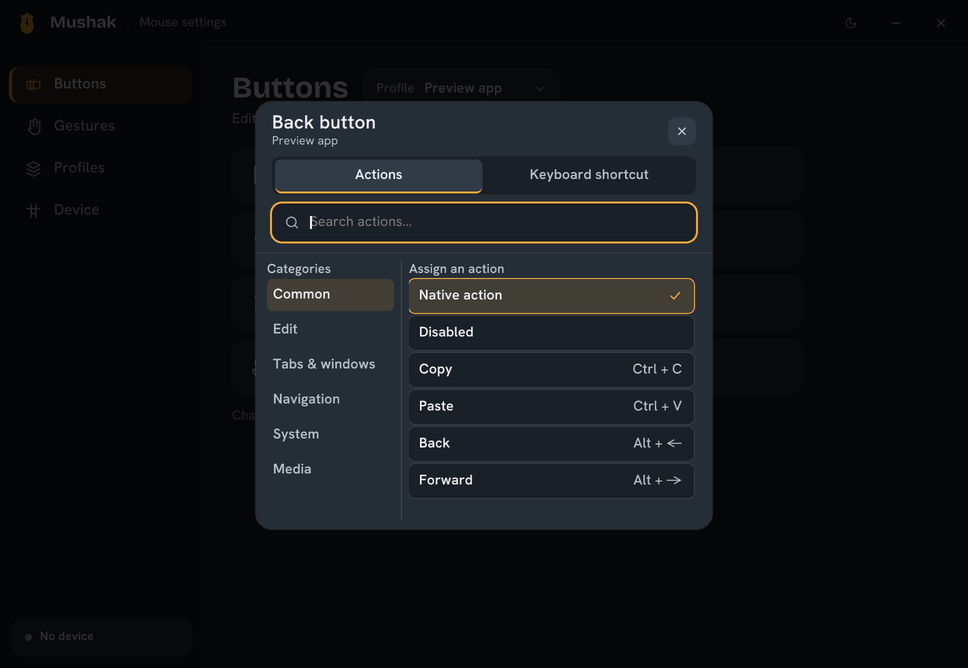 Mushak
Mouse settings
Buttons
Gestures
Profiles
Device
No device
Buttons
Profile Preview app
Back button
Preview app
Actions
Keyboard shortcut
Search actions...
Categories
Common
Edit
Tabs & windows
Navigation
System
Media
Assign an action
Native action
Disabled
Copy Ctrl + C
Paste Ctrl + V
Back Alt + ←
Forward Alt + →